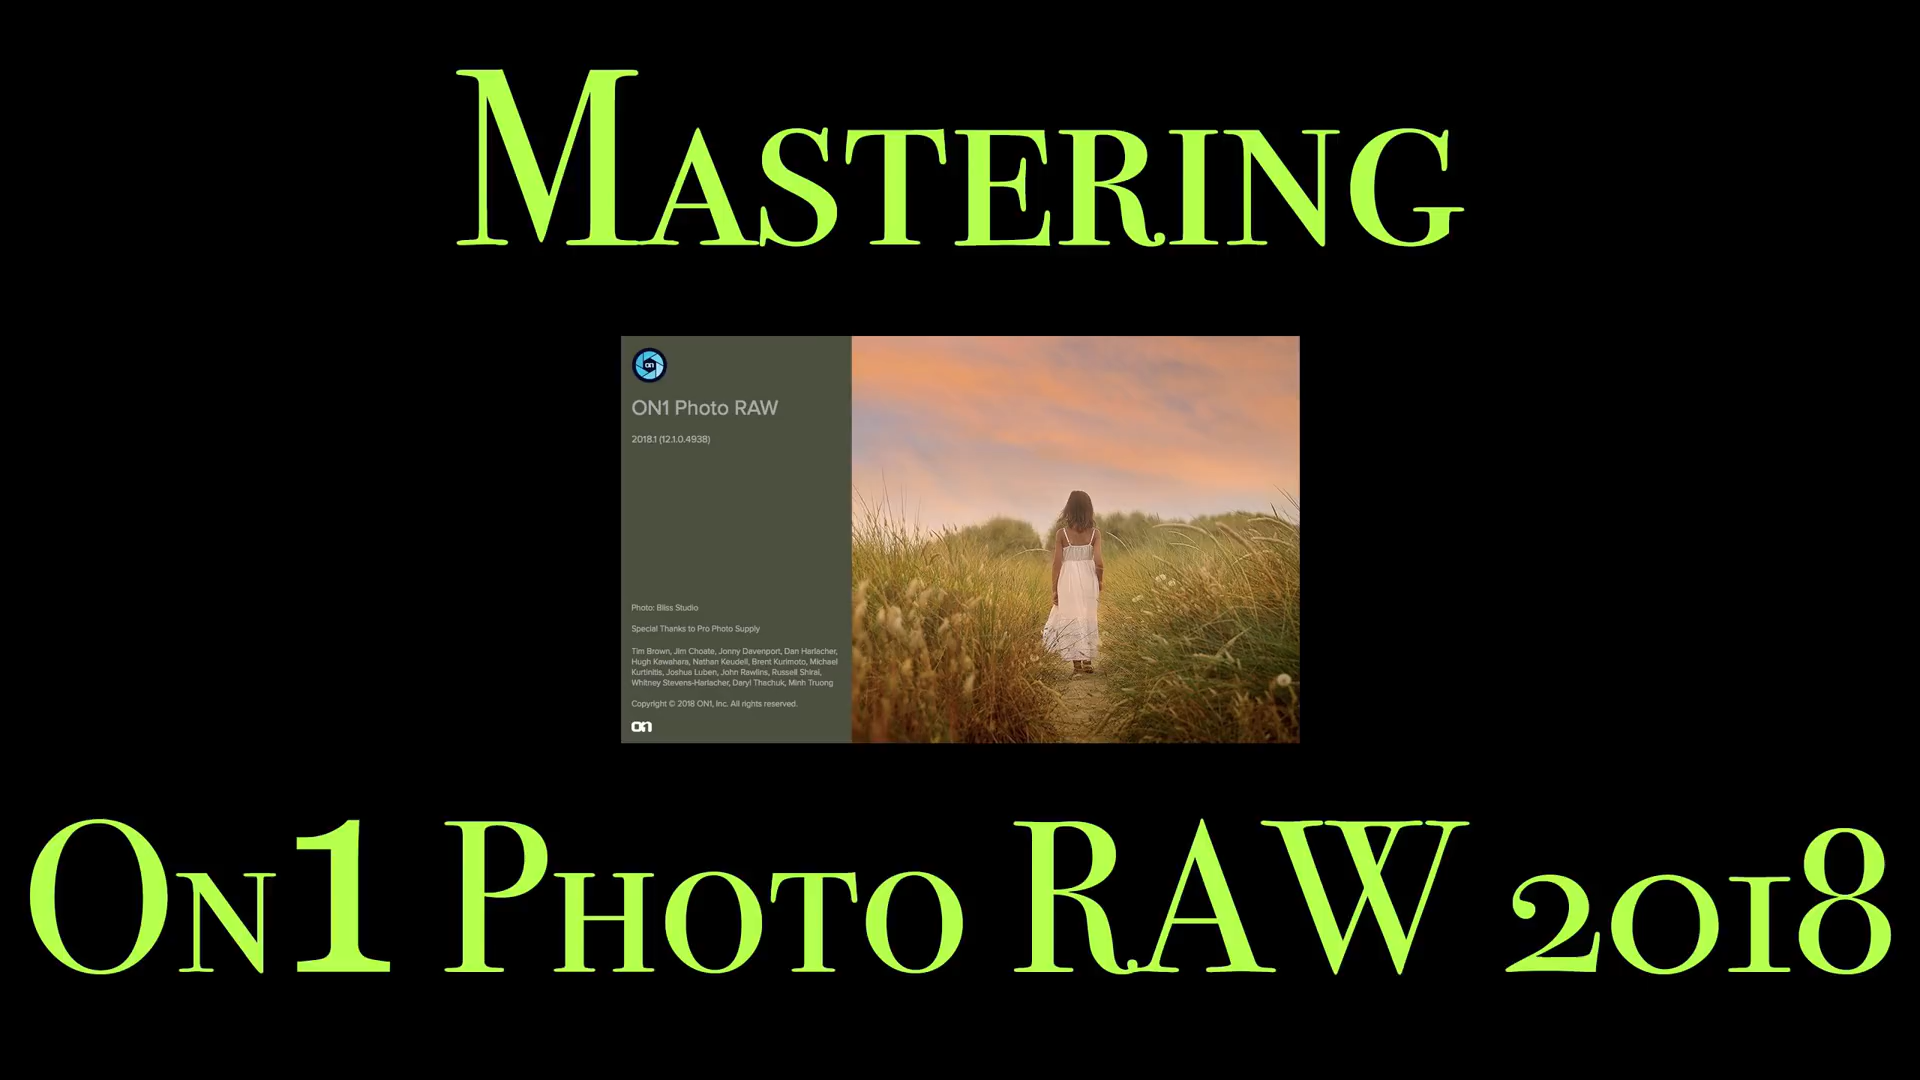 Mastering
ON1
ON1 Photo RAW
2018.1 (12.1.0.4938)
Photo: Bliss Studio
Special Thanks to Pro Photo Supply
Tim Brown, Jim Choate, Jonny Davenport, Dan Harlacher,
Hugh Kawahara, Nathan Keudell, Brent Kurimoto, Michael
Kurtinitis, Joshua Luben, John Rawlins, Russell Shirai,
Whitney Stevens-Harlacher, Daryl Thachuk, Minh Truong
Copyright © 2018 ON1, Inc. All rights reserved.
ON1
On1 Photo RAW 2018